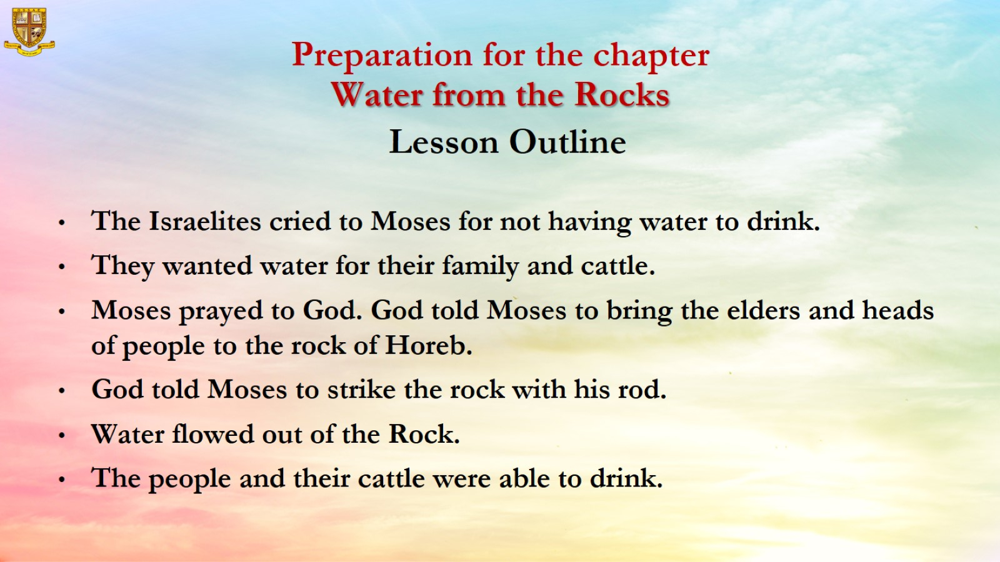 Preparation for the chapter
Water from the Rocks
Lesson Outline
• The Israelites cried to Moses for not having water to drink.
• They wanted water for their family and cattle.
• Moses prayed to God. God told Moses to bring the elders and heads
of people to the rock of Horeb.
• God told Moses to strike the rock with his rod.
• Water flowed out of the Rock.
• The people and their cattle were able to drink.